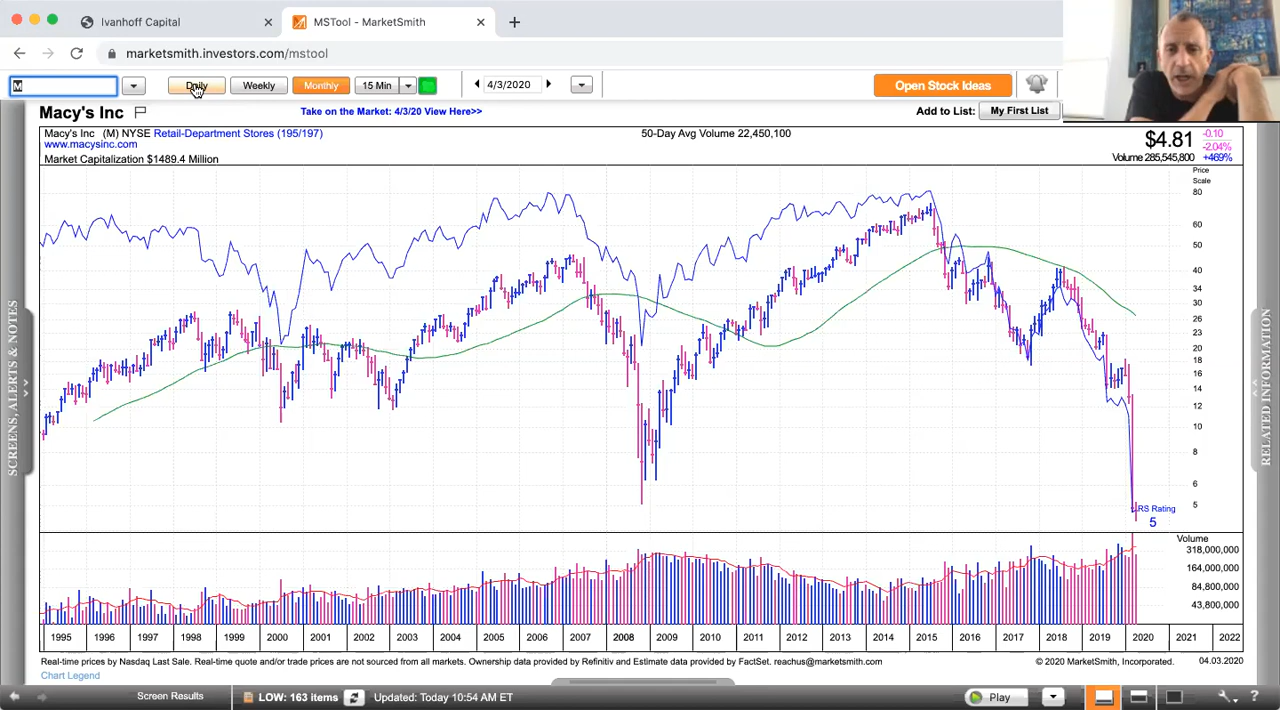 Ivanhoff Capital
MSTool - MarketSmith
marketsmith.investors.com/mstool
M
Daily
Weekly
Monthly
15 Min
4/3/2020
Open Stock Ideas
Macy's Inc
Take on the Market: 4/3/20 View Here>>
Add to List:
My First List
Macy's Inc (M) NYSE Retail-Department Stores (195/197)
50-Day Avg Volume 22,450,100
$4.81
-0.10
-2.04%
www.macysinc.com
Market Capitalization $1489.4 Million
Volume 285,545,800 +469%
Price
Scale
80
60
50
40
34
30
26
23
20
18
16
14
12
10
8
6
5
RS Rating
5
Volume
318,000,000
164,000,000
84,800,000
43,800,000
1995 1996 1997 1998 1999 2000 2001 2002 2003 2004 2005 2006 2007 2008 2009 2010 2011 2012 2013 2014 2015 2016 2017 2018 2019 2020 2021 2022
Real-time prices by Nasdaq Last Sale. Real-time quote and/or trade prices are not sourced from all markets. Ownership data provided by Refinitiv and Estimate data provided by FactSet. reachus@marketsmith.com
© 2020 MarketSmith, Incorporated.
04.03.2020
Chart Legend
SCREENS, ALERTS & NOTES
RELATED INFORMATION
Screen Results
LOW: 163 items
Updated: Today 10:54 AM ET
Play
?